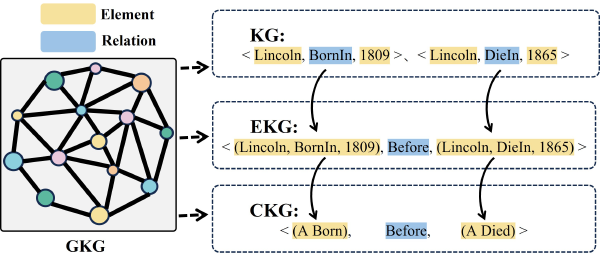 Element
Relation
KG:
< Lincoln, BornIn, 1809 >、< Lincoln, DieIn, 1865 >
EKG:
< (Lincoln, BornIn, 1809), Before, (Lincoln, DieIn, 1865) >
CKG:
< (A Born), Before, (A Died) >
GKG